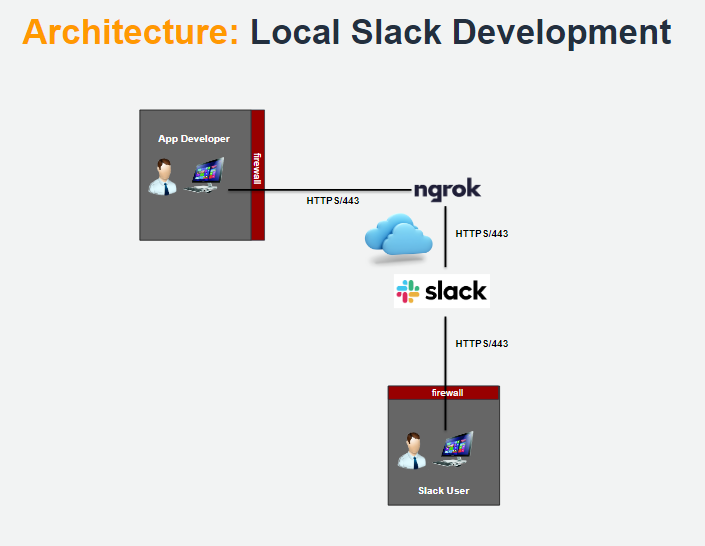 Architecture: Local Slack Development
App Developer
firewall
HTTPS/443
ngrok
HTTPS/443
slack
HTTPS/443
firewall
Slack User